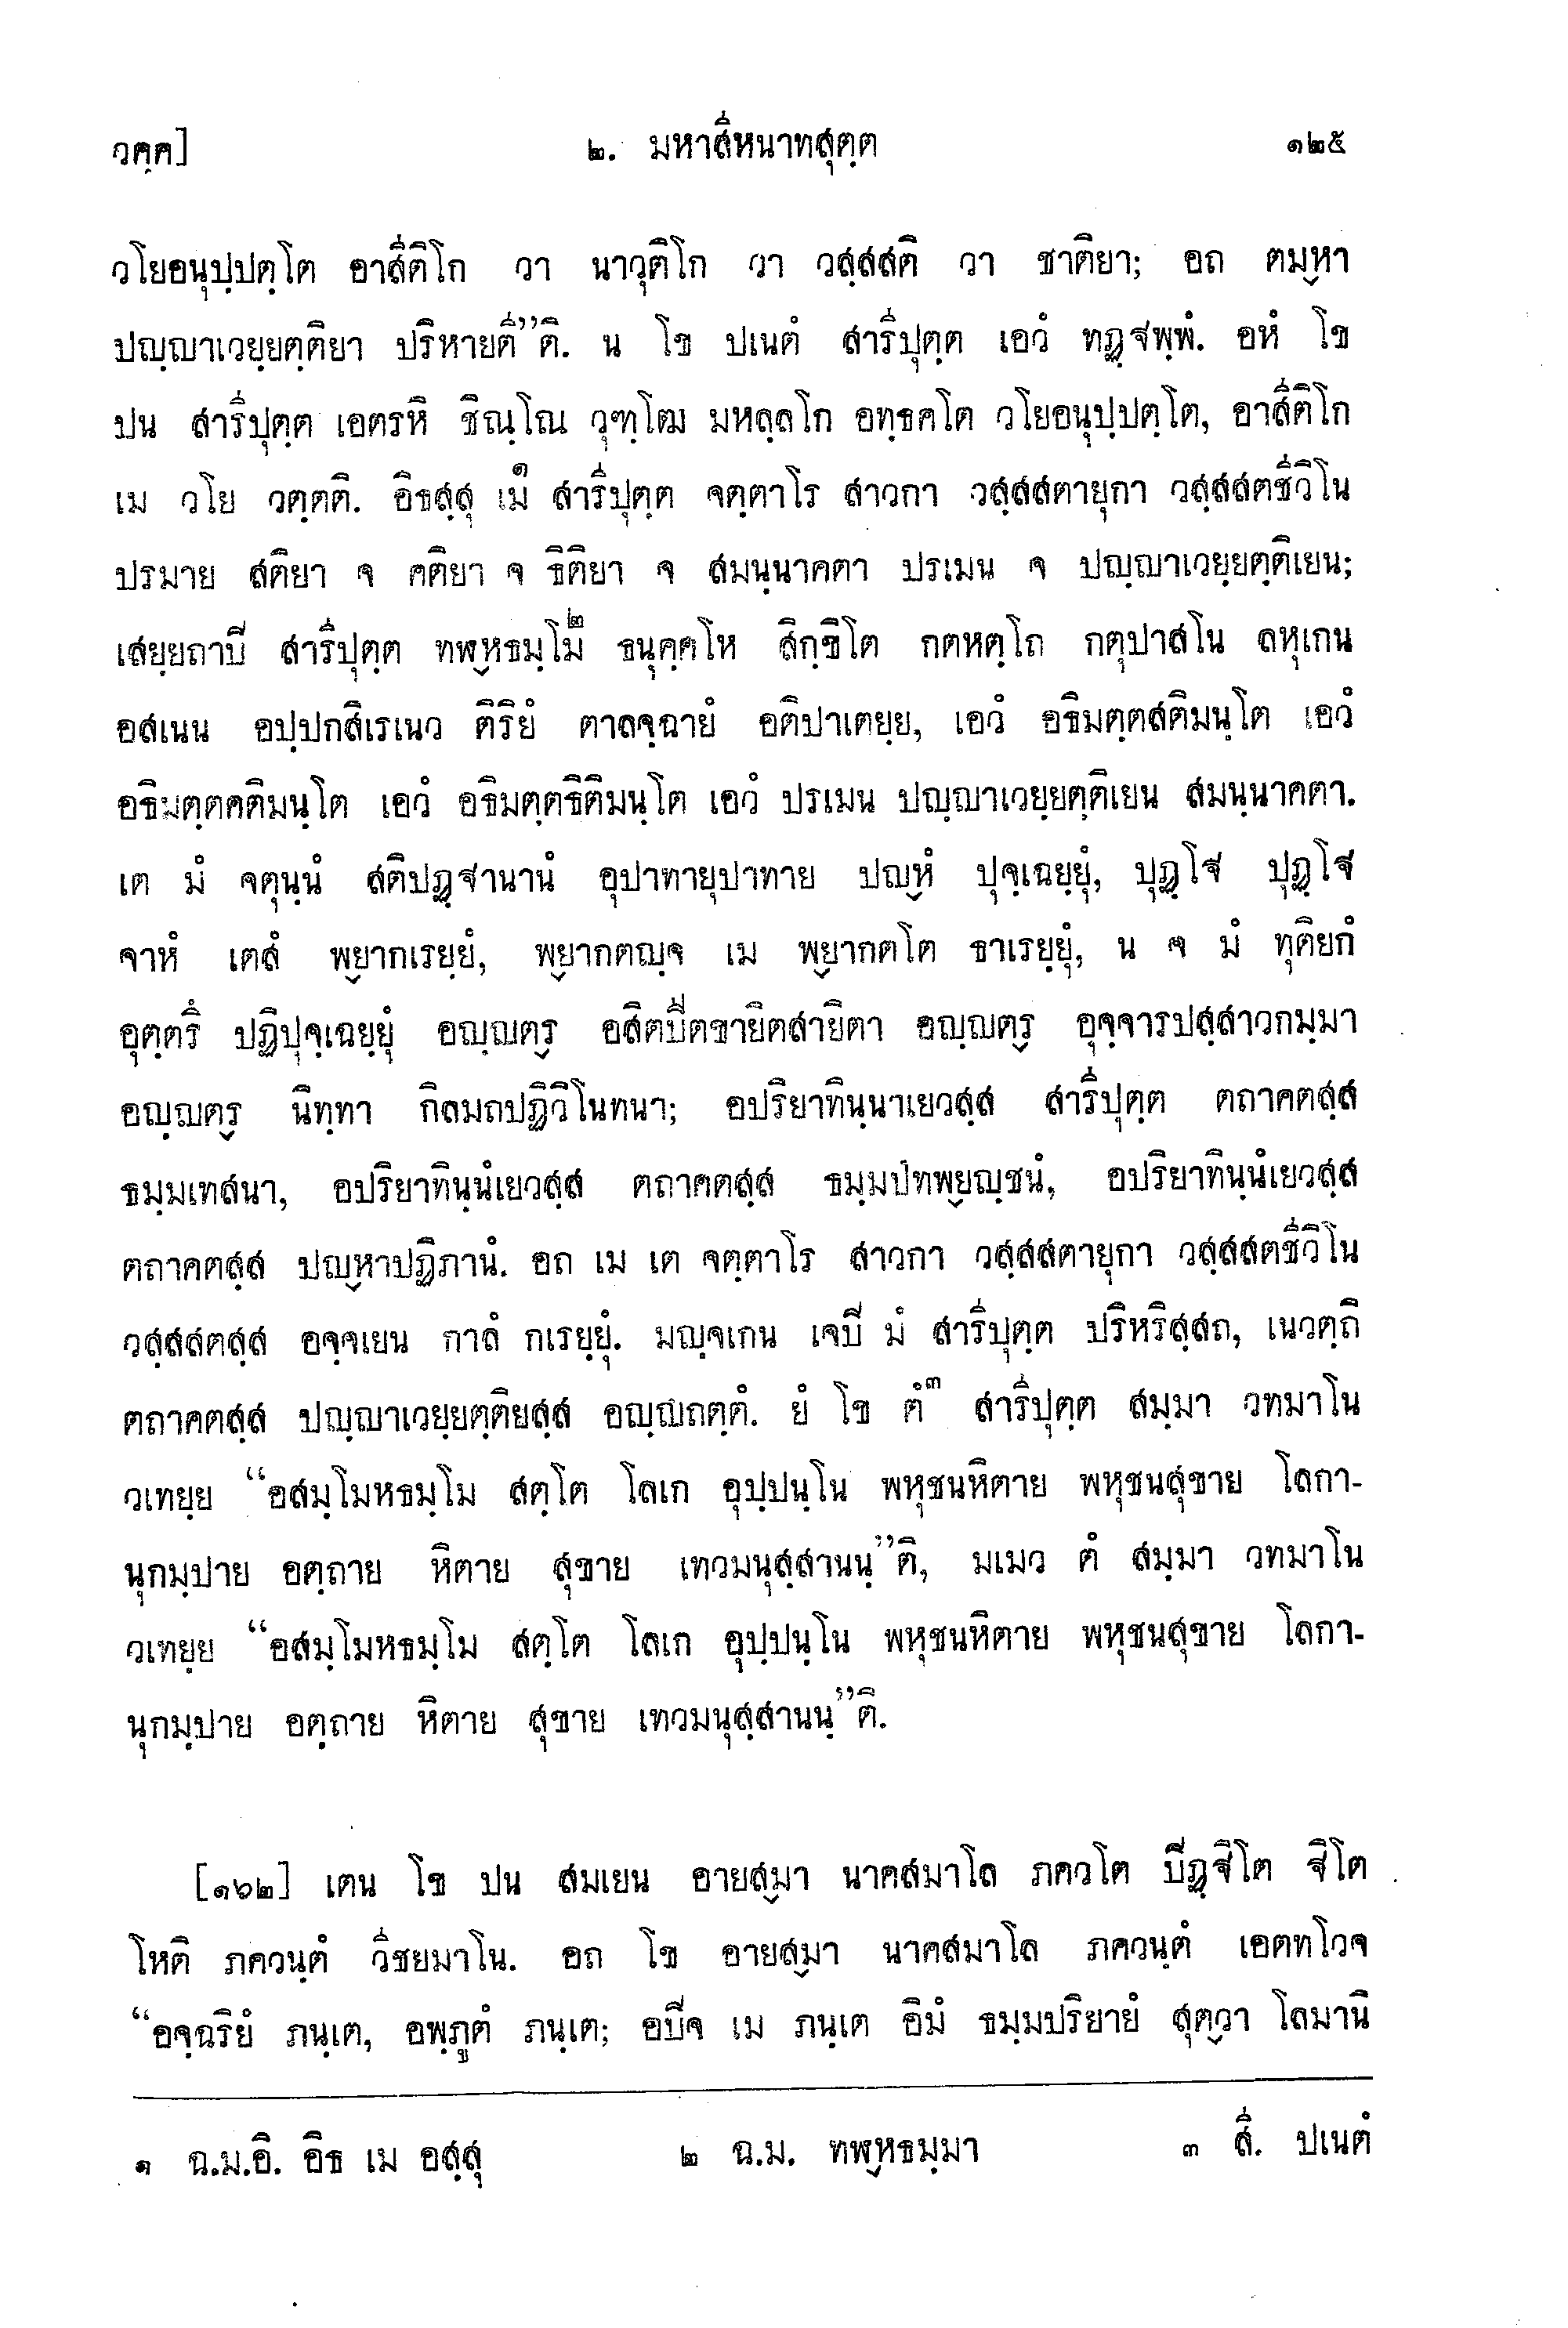 วคฺค]	๒. มหาสีหนาทสุตฺต	๑๒๕
วโยอนุปฺปตฺโต อาสีติโก วา นาวุติโก วา วสฺสสติ วา ชาติยา; อถ ตมฺหา
ปญฺญาเวยฺยตฺติยา ปริหายตี”ติ. น โข ปเนตํ สารีปุตฺต เอวํ ทฏฺฐพฺพํ. อหํ โข
ปน สารีปุตฺต เอตรหิ ชิณฺโณ วุฑฺโฒ มหลฺลโก อทฺธคโต วโยอนุปฺปตฺโต, อาสีติโก
เม วโย วตฺตติ. อิธสฺสุ เม๑ สารีปุตฺต จตฺตาโร สาวกา วสฺสสตายุกา วสฺสสตชีวิโน
ปรมาย สติยา จ คติยา จ ธิติยา จ สมนฺนาคตา ปรเมน จ ปญฺญาเวยฺยตฺติเยน;
เสยฺยถาปิ สารีปุตฺต ทฬฺหธมฺโม๒ ธนุคฺคโห สิกฺขิโต กตหตฺโถ กตุปาสโน ลหุเกน
อสเนน อปฺปกสิเรเนว ติริยํ ตาลจฺฉายํ อติปาเตยฺย, เอวํ อธิมตฺตสติมนฺโต เอวํ
อธิมตฺตคติมนฺโต เอวํ อธิมตฺตธิติมนฺโต เอวํ ปรเมน ปญฺญาเวยฺยตฺติเยน สมนฺนาคตา.
เต มํ จตุนฺนํ สติปฏฺฐานานํ อุปาทายุปาทาย ปญฺหํ ปุจฺเฉยฺยุํ, ปุฏฺโฐ ปุฏฺโฐ
จาหํ เตสํ พฺยากเรยฺยํ, พฺยากตญฺจ เม พฺยากตโต ธาเรยฺยุํ, น จ มํ ทุติยกํ
อุตฺตรึ ปฏิปุจฺเฉยฺยุํ อญฺญตฺร อสิตปีตขายิตสายิตา อญฺญตฺร อุจฺจารปสฺสาวกมฺมา
อญฺญตฺร นิทฺทา กิลมถปฏิวิโนทนา; อปริยาทินฺนาเยวสฺส สารีปุตฺต ตถาคตสฺส
ธมฺมเทสนา, อปริยาทินฺนํเยวสฺส ตถาคตสฺส ธมฺมปทพฺยญฺชนํ, อปริยาทินฺนํเยวสฺส
ตถาคตสฺส ปญฺหาปฏิภานํ. อถ เม เต จตฺตาโร สาวกา วสฺสสตายุกา วสฺสสตชีวิโน
วสฺสสตสฺส อจฺจเยน กาลํ กเรยฺยุํ. มญฺจเกน เจปิ มํ สารีปุตฺต ปริหริสฺสถ, เนวตฺถิ
ตถาคตสฺส ปญฺญาเวยฺยตฺติยสฺส อญฺญถตฺตํ. ยํ โข ตํ๓ สารีปุตฺต สมฺมา วทมาโน
วเทยฺย “อสมฺโมหธมฺโม สตฺโต โลเก อุปฺปนฺโน พหุชนหิตาย พหุชนสุขาย โลกา-
นุกมฺปาย อตฺถาย หิตาย สุขาย เทวมนุสฺสานนฺ”ติ, มเมว ตํ สมฺมา วทมาโน
วเทยฺย “อสมฺโมหธมฺโม สตฺโต โลเก อุปฺปนฺโน พหุชนหิตาย พหุชนสุขาย โลกา-
นุกมฺปาย อตฺถาย หิตาย สุขาย เทวมนุสฺสานนฺ”ติ.
[๑๖๒] เตน โข ปน สมเยน อายสฺมา นาคสมาโล ภควโต ปิฏฺฐิโต ฐิโต
โหติ ภควนฺตํ วีชยมาโน. อถ โข อายสฺมา นาคสมาโล ภควนฺตํ เอตทโวจ
“อจฺฉริยํ ภนฺเต, อพฺภูตํ ภนฺเต; อปิจ เม ภนฺเต อิมํ ธมฺมปริยายํ สุตฺวา โลมานิ
๑ ฉ.ม.อิ. อิธ เม อสฺสุ	๒ ฉ.ม. ทฬฺหธมฺมา	๓ สี. ปเนตํ